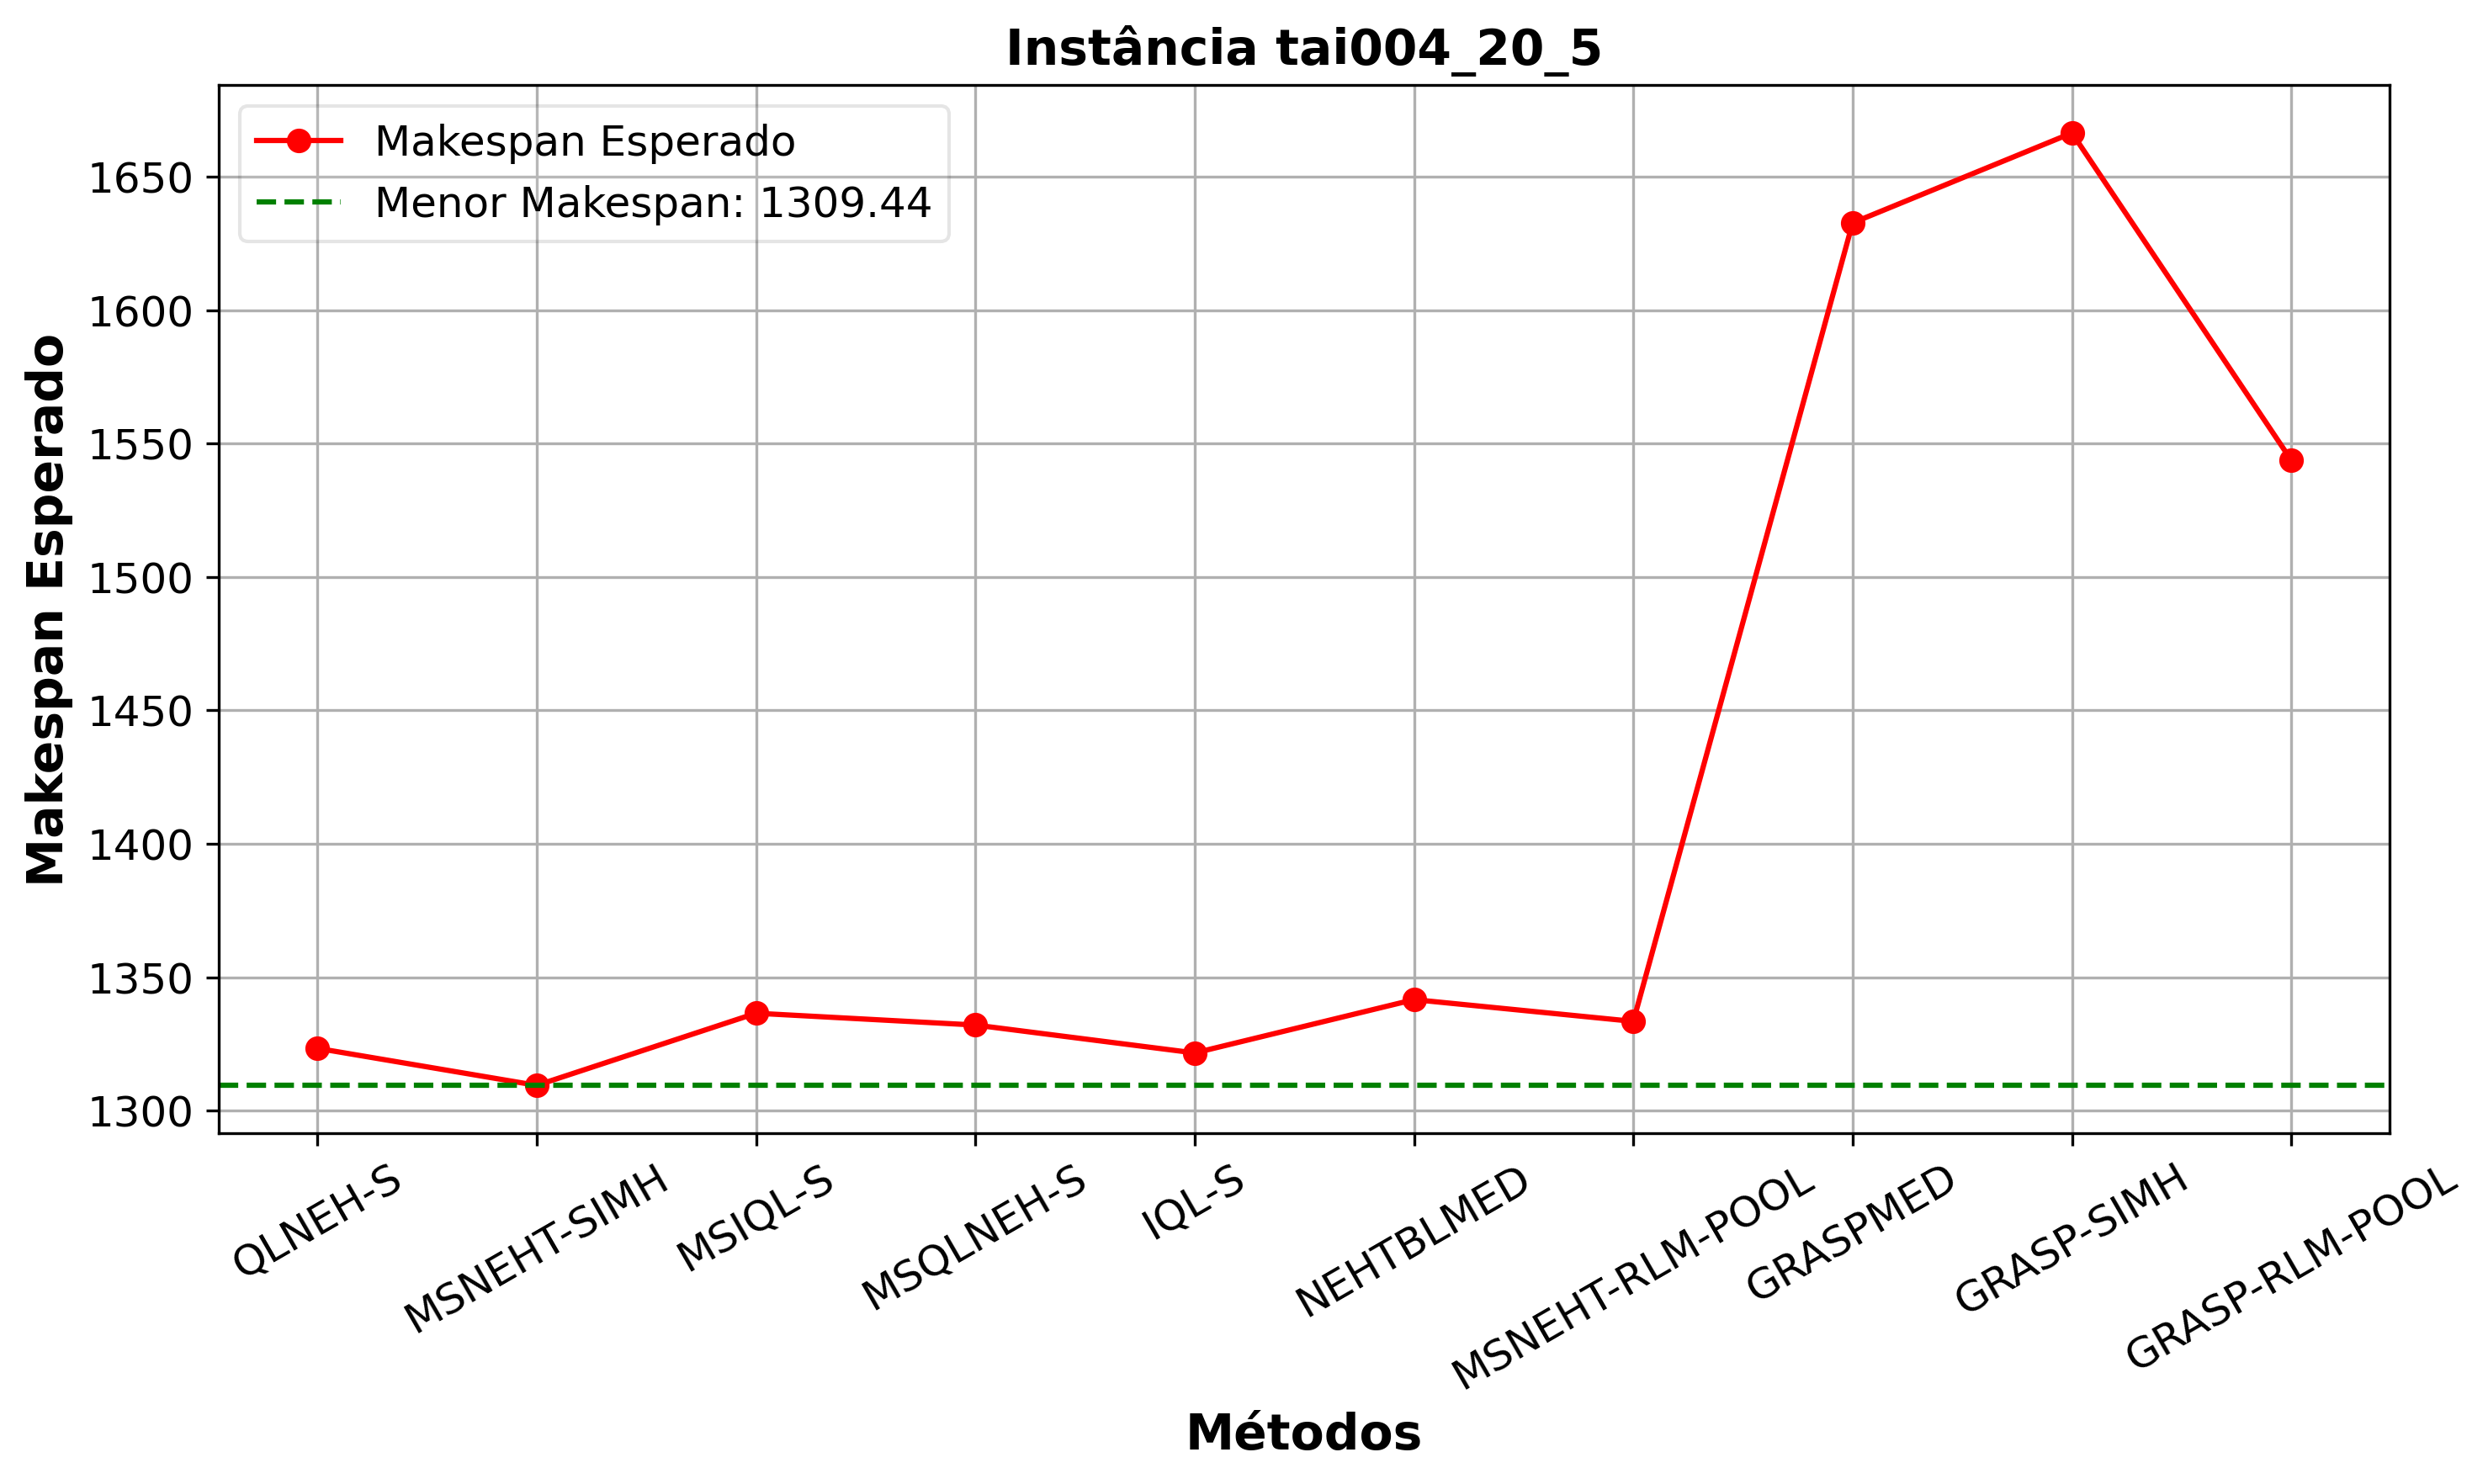 Instância tai004_20_5
Makespan Esperado
Menor Makespan: 1309.44
Makespan Esperado
1650
1600
1550
1500
1450
1400
1350
1300
QLNEH-S
MSNEHT-SIMH
MSIQL-S
MSQLNEH-S
IQL-S
NEHTBLMED
MSNEHT-RLM-POOL
GRASPMED
GRASP-SIMH
GRASP-RLM-POOL
Métodos